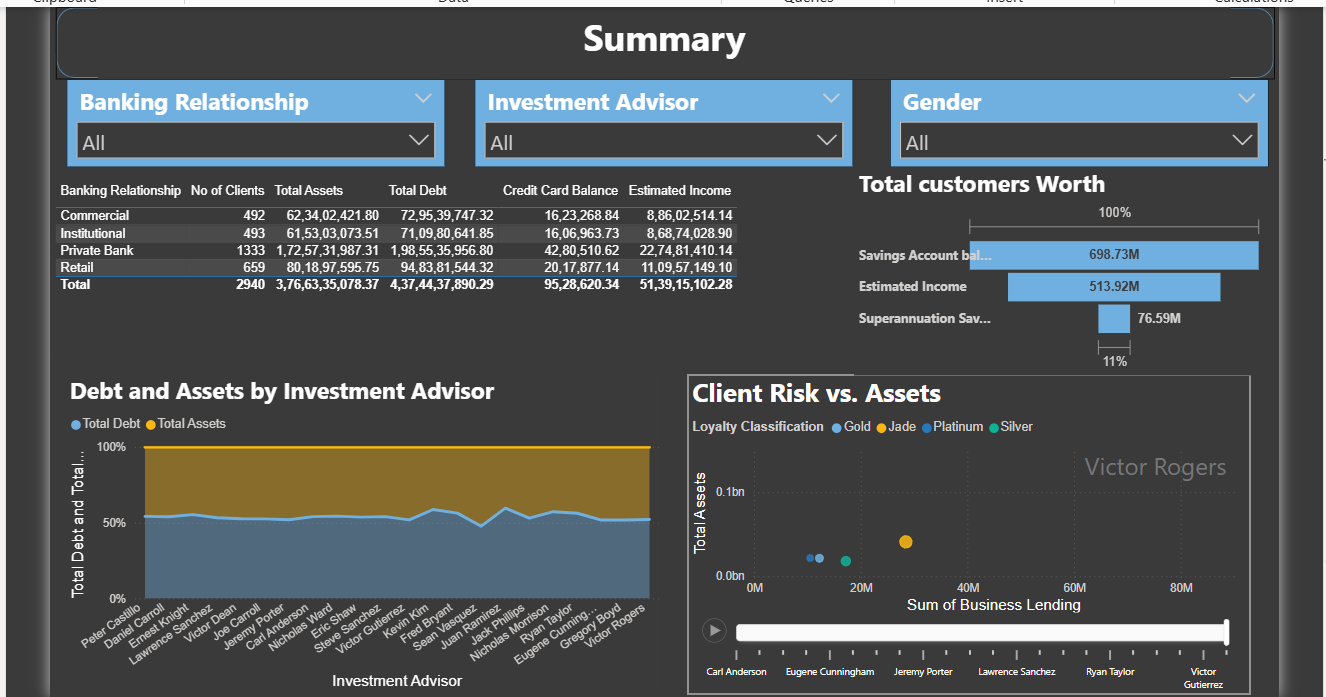 Clipboard Data Queries Insert Calculations
Summary
Banking Relationship
All
Investment Advisor
All
Gender
All
Banking Relationship No of Clients Total Assets Total Debt Credit Card Balance Estimated Income
Commercial 492 62,34,02,421.80 72,95,39,747.32 16,23,268.84 8,86,02,514.14
Institutional 493 61,53,03,073.51 71,09,80,641.85 16,06,963.73 8,68,74,028.90
Private Bank 1333 1,72,57,31,987.31 1,98,55,35,956.80 42,80,510.62 22,74,81,410.14
Retail 659 80,18,97,595.75 94,83,81,544.32 20,17,877.14 11,09,57,149.10
Total 2940 3,76,63,35,078.37 4,37,44,37,890.29 95,28,620.34 51,39,15,102.28
Total customers Worth
100%
Savings Account bal... 698.73M
Estimated Income 513.92M
Superannuation Sav... 76.59M
11%
Debt and Assets by Investment Advisor
Total Debt Total Assets
Total Debt and Total...
100%
50%
0%
Peter Castillo
Daniel Carroll
Ernest Knight
Lawrence Sanchez
Victor Dean
Joe Carroll
Jeremy Porter
Carl Anderson
Nicholas Ward
Eric Shaw
Steve Sanchez
Victor Gutierrez
Kevin Kim
Fred Bryant
Sean Vasquez
Juan Ramirez
Jack Phillips
Nicholas Morrison
Ryan Taylor
Eugene Cunning...
Gregory Boyd
Victor Rogers
Investment Advisor
Client Risk vs. Assets
Loyalty Classification Gold Jade Platinum Silver
Victor Rogers
Total Assets
0.1bn
0.0bn
0M 20M 40M 60M 80M
Sum of Business Lending
Carl Anderson Eugene Cunningham Jeremy Porter Lawrence Sanchez Ryan Taylor Victor
Gutierrez